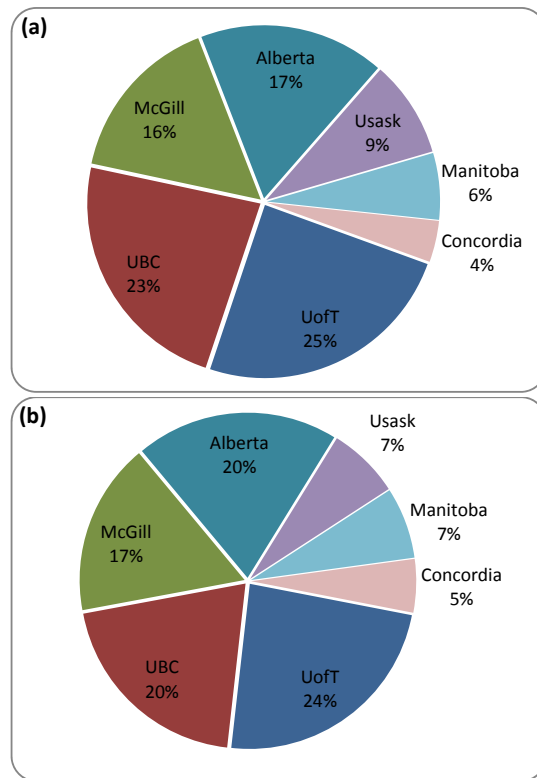 (a)
Alberta
17%
McGill
16%
Usask
9%
Manitoba
6%
Concordia
4%
UBC
23%
UofT
25%
(b)
Usask
7%
Alberta
20%
Manitoba
7%
McGill
17%
Concordia
5%
UBC
20%
UofT
24%